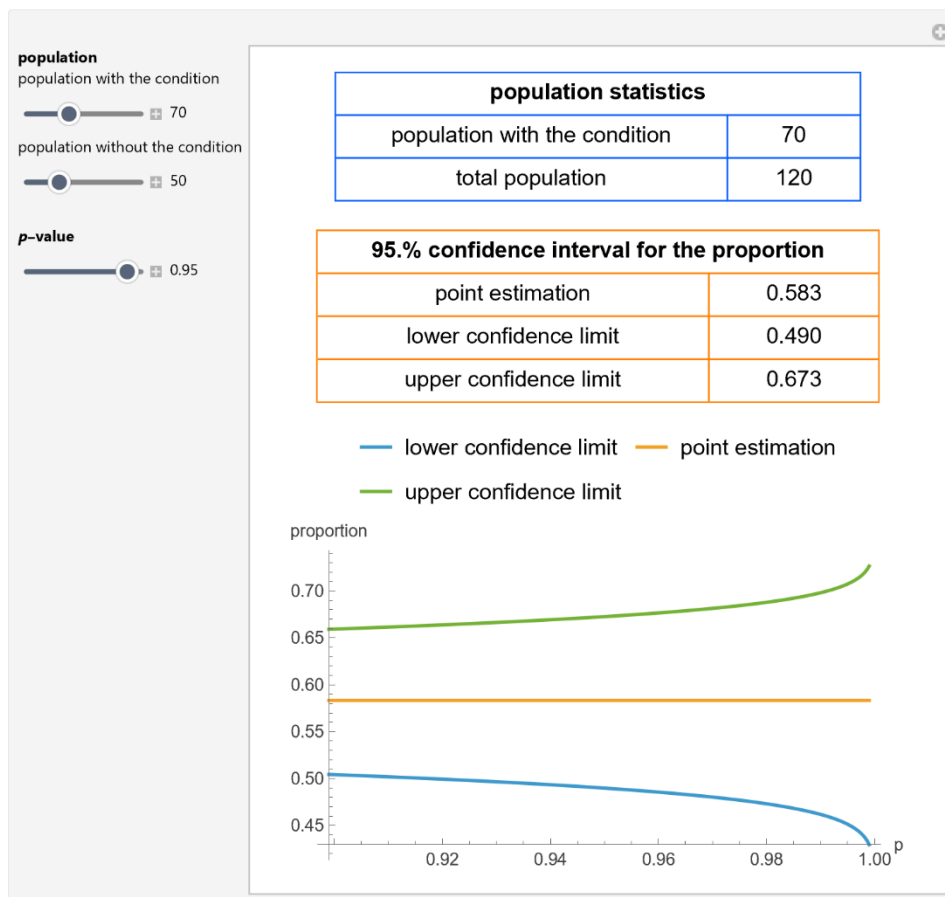 population
population with the condition
70
population without the condition
50
p-value
0.95
population statistics
population with the condition 70
total population 120
95.% confidence interval for the proportion
point estimation 0.583
lower confidence limit 0.490
upper confidence limit 0.673
lower confidence limit point estimation
upper confidence limit
proportion
0.70
0.65
0.60
0.55
0.50
0.45
0.92 0.94 0.96 0.98 1.00 p